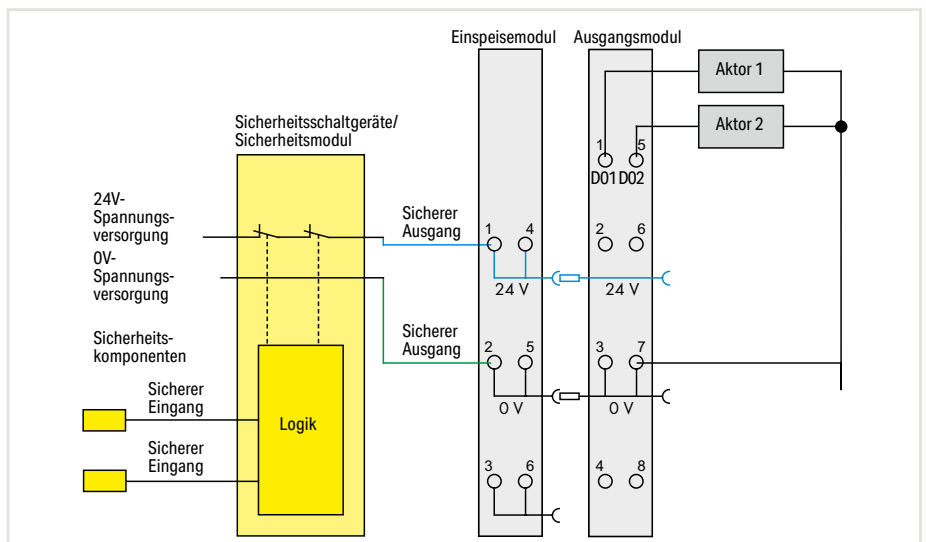 Einspeisemodul
Ausgangsmodul
Aktor 1
Aktor 2
Sicherheitsschaltgeräte/
Sicherheitsmodul
1
5
D01
D02
24V-
Spannungs-
versorgung
0V-
Spannungs-
versorgung
Sicherer
Ausgang
1
4
2
6
24 V
24 V
Sicherheits-
komponenten
Sicherer
Ausgang
2
5
3
7
0 V
0 V
Sicherer
Eingang
Logik
Sicherer
Eingang
3
6
4
8